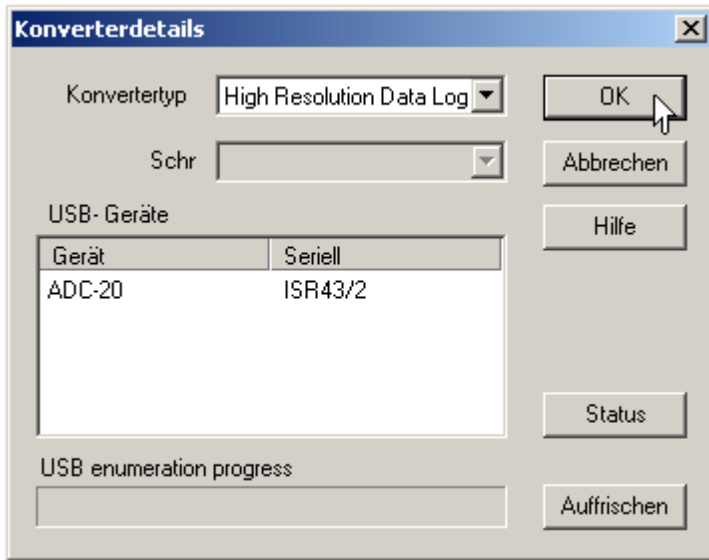 Konverterdetails
Konvertertyp High Resolution Data Log OK
Schr Abbrechen
USB- Geräte Hilfe
Gerät Seriell
ADC-20 ISR43/2
Status
USB enumeration progress
Auffrischen